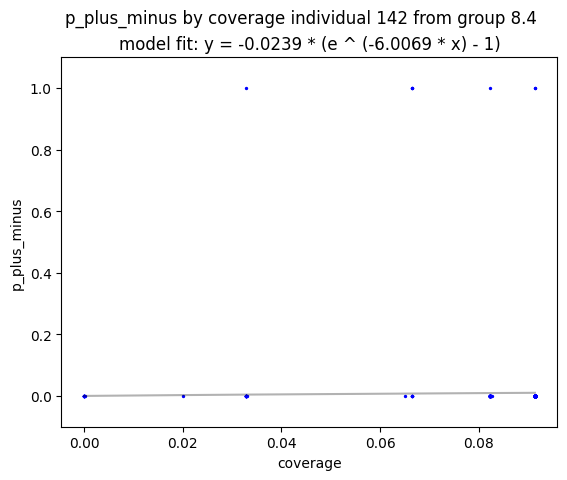 p_plus_minus by coverage individual 142 from group 8.4
model fit: y = -0.0239 * (e ^ (-6.0069 * x) - 1)
1.0
0.8
0.6
0.4
0.2
0.0
p_plus_minus
0.00 0.02 0.04 0.06 0.08
coverage